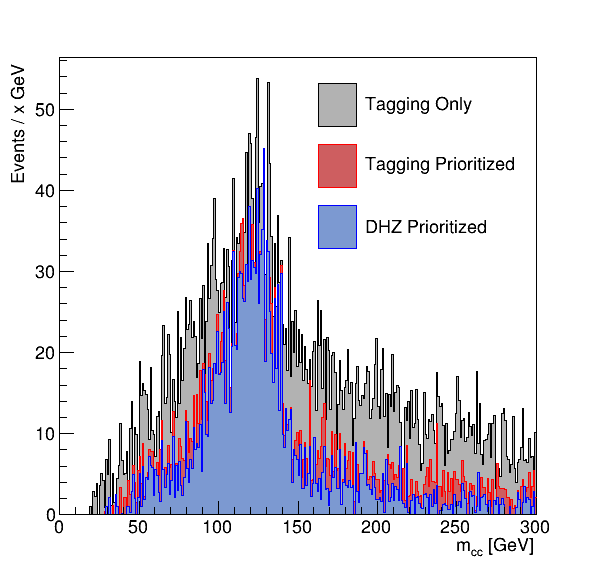 Events / x GeV
50
40
30
20
10
0
Tagging Only
Tagging Prioritized
DHZ Prioritized
0 50 100 150 200 250 300
m_cc [GeV]